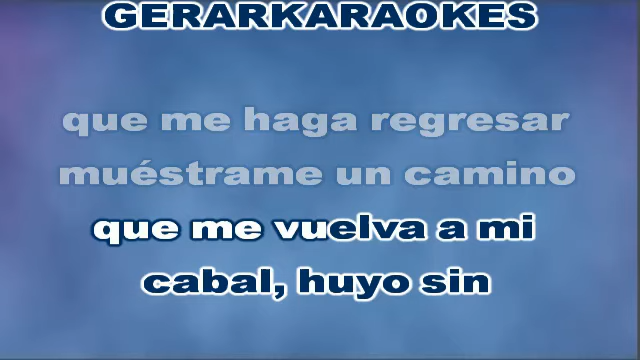 GERARKARAOKES
que me haga regresar
muéstrame un camino
que me vuelva a mi
cabal, huyo sin